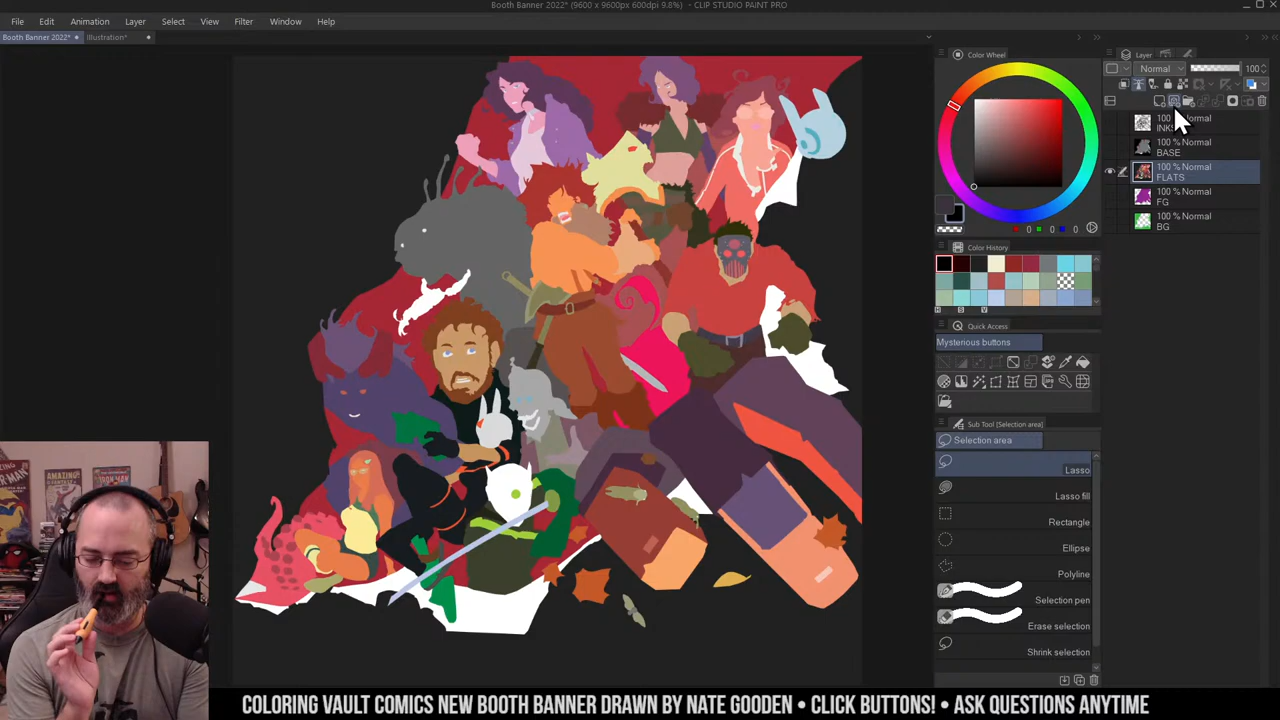 Booth Banner 2022* (9600 x 9600px 600dpi 9.8%) - CLIP STUDIO PAINT PRO
File Edit Animation Layer Select View Filter Window Help
Booth Banner 2022* Illustration*
Color Wheel
0 0 0
Color History
H S V
Quick Access
Mysterious buttons
Sub Tool [Selection area]
Selection area
Lasso
Lasso fill
Rectangle
Ellipse
Polyline
Selection pen
Erase selection
Shrink selection
Layer
Normal 100
100 % Normal
BASE
100 % Normal
FLATS
100 % Normal
FG
100 % Normal
BG
AMAZING
COLORING VAULT COMICS NEW BOOTH BANNER DRAWN BY NATE GOODEN • CLICK BUTTONS! • ASK QUESTIONS ANYTIME